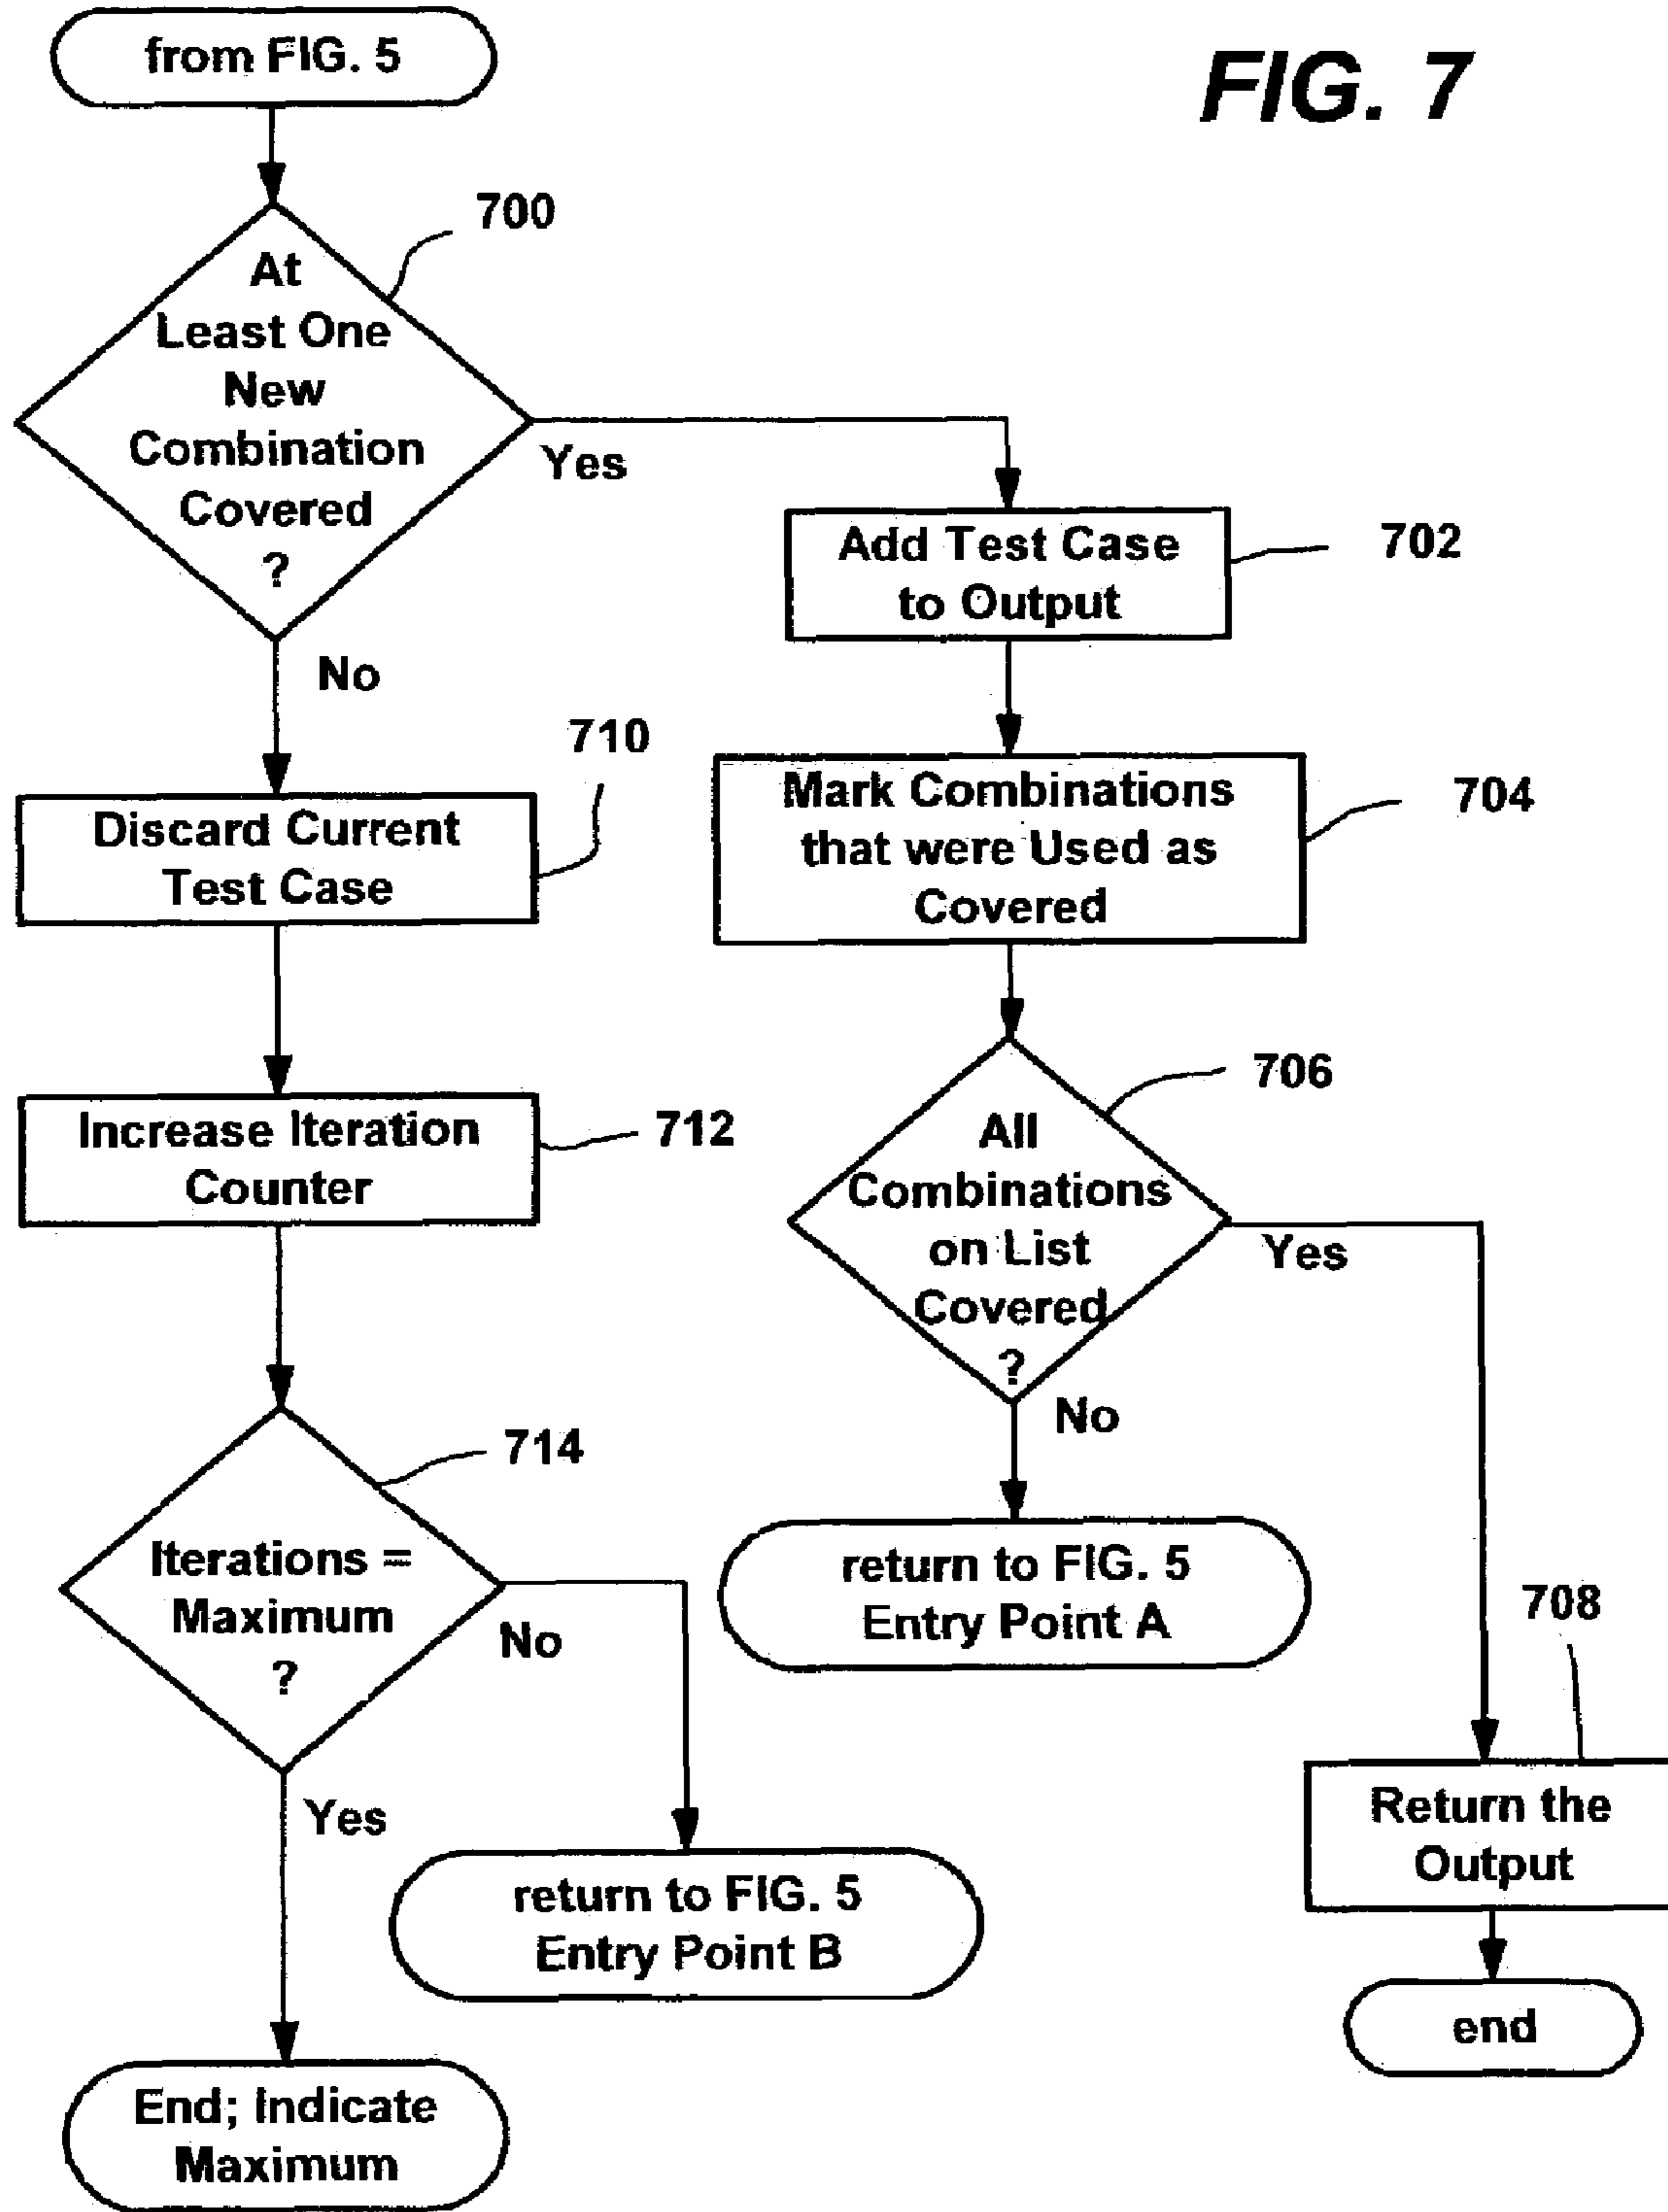 from FIG. 5
FIG. 7
700
At
Least One
New
Combination
Covered
?
Yes
No
702
Add Test Case
to Output
710
Discard Current
Test Case
704
Mark Combinations
that were Used as
Covered
712
Increase Iteration
Counter
706
All
Combinations
on List
Covered
?
Yes
No
714
Iterations =
Maximum
?
No
Yes
return to FIG. 5
Entry Point A
708
Return the
Output
return to FIG. 5
Entry Point B
end
End; Indicate
Maximum